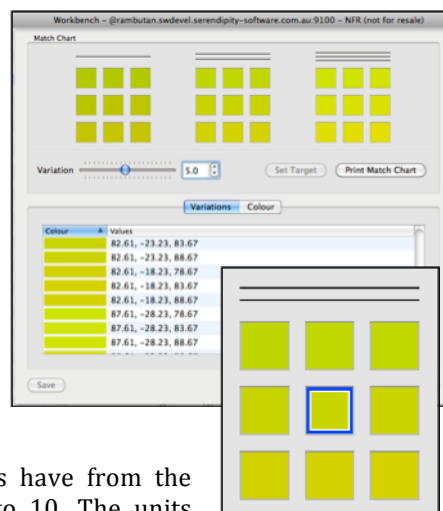 Workbench – @rambutan.swdevel.serendipity-software.com.au:9100 – NFR (not for resale)
Match Chart
Variation 5.0 Set Target Print Match Chart
Variations Colour
Colour Values
82.61, -23.23, 83.67
82.61, -23.23, 88.67
82.61, -18.23, 78.67
82.61, -18.23, 83.67
82.61, -18.23, 88.67
87.61, -28.23, 78.67
87.61, -28.23, 83.67
87.61, -28.23, 88.67
Save
s have from the
to 10. The units